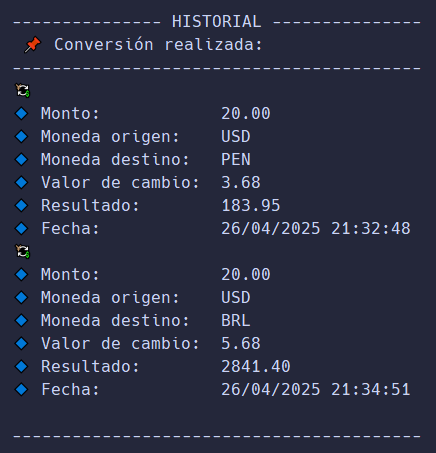 --------------- HISTORIAL ---------------
📌 Conversión realizada:
-----------------------------------------
💱
🔹 Monto: 20.00
🔹 Moneda origen: USD
🔹 Moneda destino: PEN
🔹 Valor de cambio: 3.68
🔹 Resultado: 183.95
🔹 Fecha: 26/04/2025 21:32:48
💱
🔹 Monto: 20.00
🔹 Moneda origen: USD
🔹 Moneda destino: BRL
🔹 Valor de cambio: 5.68
🔹 Resultado: 2841.40
🔹 Fecha: 26/04/2025 21:34:51
-----------------------------------------